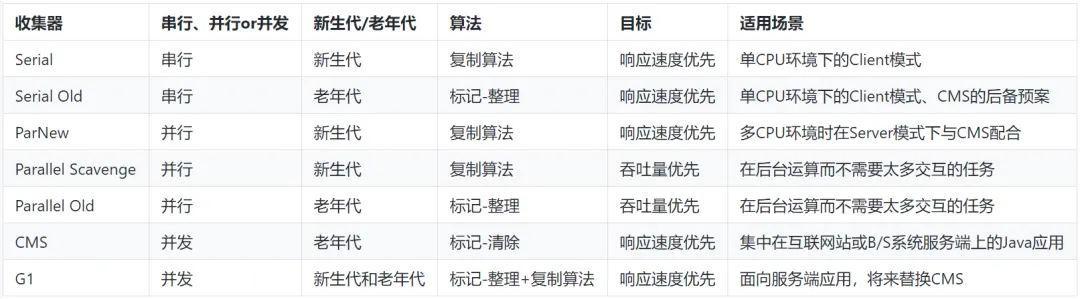 收集器 串行、并行or并发 新生代/老年代 算法 目标 适用场景
Serial 串行 新生代 复制算法 响应速度优先 单CPU环境下的Client模式
Serial Old 串行 老年代 标记-整理 响应速度优先 单CPU环境下的Client模式、CMS的后备预案
ParNew 并行 新生代 复制算法 响应速度优先 多CPU环境时在Server模式下与CMS配合
Parallel Scavenge 并行 新生代 复制算法 吞吐量优先 在后台运算而不需要太多交互的任务
Parallel Old 并行 老年代 标记-整理 吞吐量优先 在后台运算而不需要太多交互的任务
CMS 并发 老年代 标记-清除 响应速度优先 集中在互联网站或B/S系统服务端上的Java应用
G1 并发 新生代和老年代 标记-整理+复制算法 响应速度优先 面向服务端应用，将来替换CMS